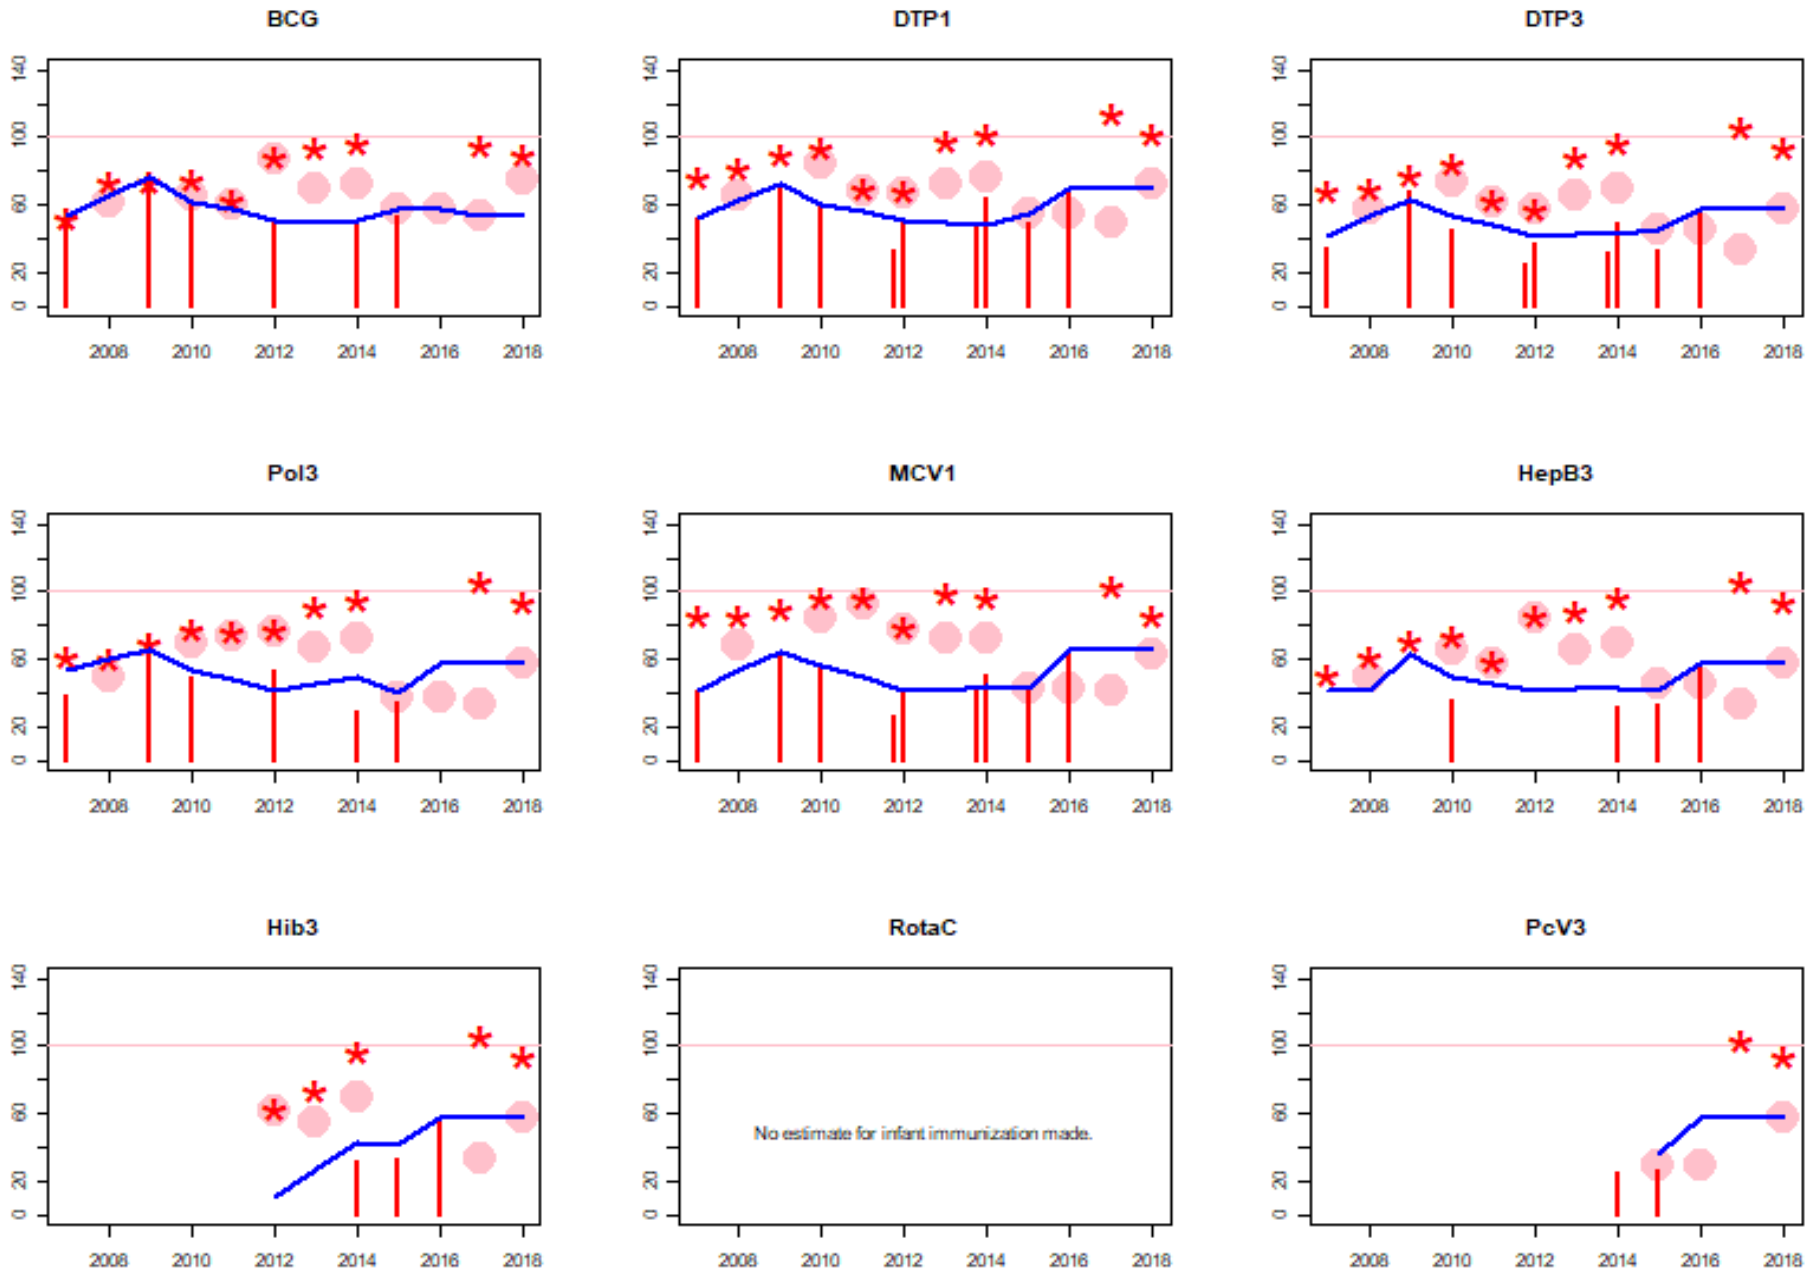 BCG DTP1 DTP3
0 20 60 100 140 0 20 60 100 140 0 20 60 100 140
2008 2010 2012 2014 2016 2018 2008 2010 2012 2014 2016 2018 2008 2010 2012 2014 2016 2018
Pol3 MCV1 HepB3
0 20 60 100 140 0 20 60 100 140 0 20 60 100 140
2008 2010 2012 2014 2016 2018 2008 2010 2012 2014 2016 2018 2008 2010 2012 2014 2016 2018
Hib3 RotaC PcV3
0 20 60 100 140 0 20 60 100 140 0 20 60 100 140
No estimate for infant immunization made.
2008 2010 2012 2014 2016 2018 2008 2010 2012 2014 2016 2018 2008 2010 2012 2014 2016 2018